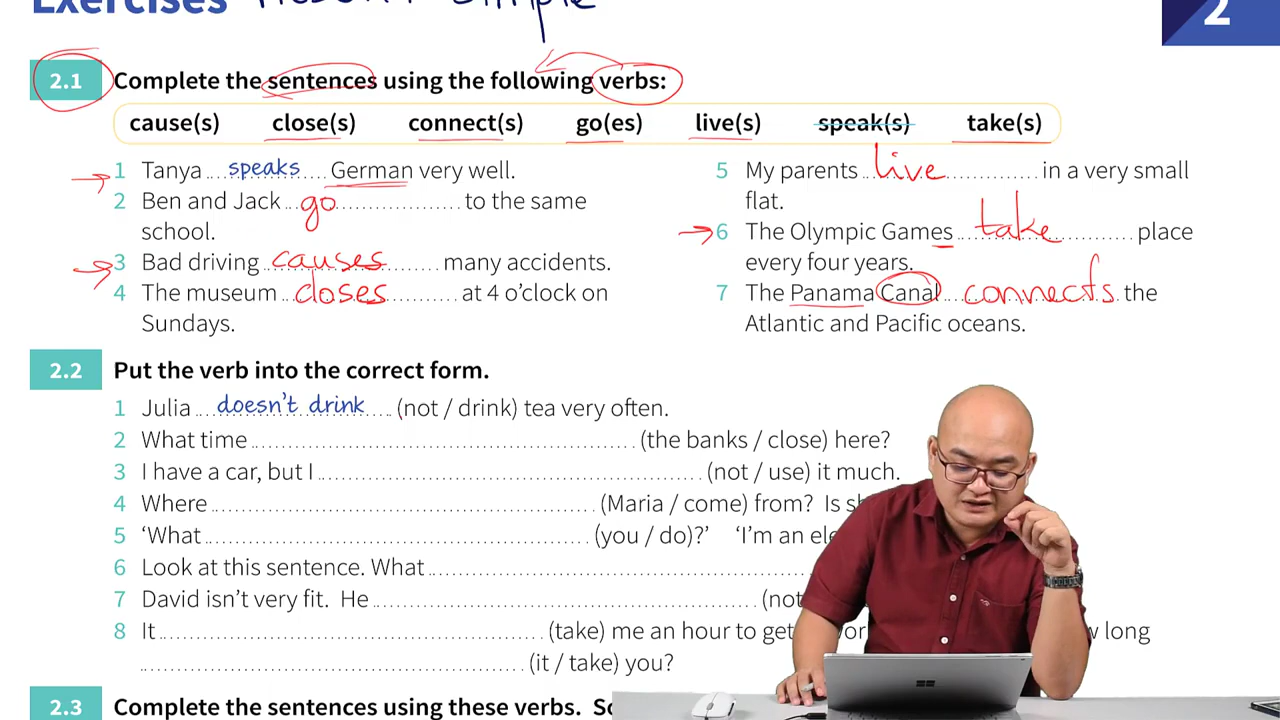 Exercises Present Simple
2
2.1 Complete the sentences using the following verbs:
cause(s) close(s) connect(s) go(es) live(s) speak(s) take(s)
1 Tanya speaks German very well.
2 Ben and Jack go to the same
school.
3 Bad driving causes many accidents.
4 The museum closes at 4 o’clock on
Sundays.
5 My parents live in a very small
flat.
6 The Olympic Games take place
every four years.
7 The Panama Canal connects the
Atlantic and Pacific oceans.
2.2 Put the verb into the correct form.
1 Julia doesn’t drink (not / drink) tea very often.
2 What time (the banks / close) here?
3 I have a car, but I (not / use) it much.
4 Where (Maria / come) from? Is
5 ‘What (you / do)?’ ‘I’m an
6 Look at this sentence. What
7 David isn’t very fit. He (not
8 It (take) me an hour to get long
(it / take) you?
2.3 Complete the sentences using these verbs.